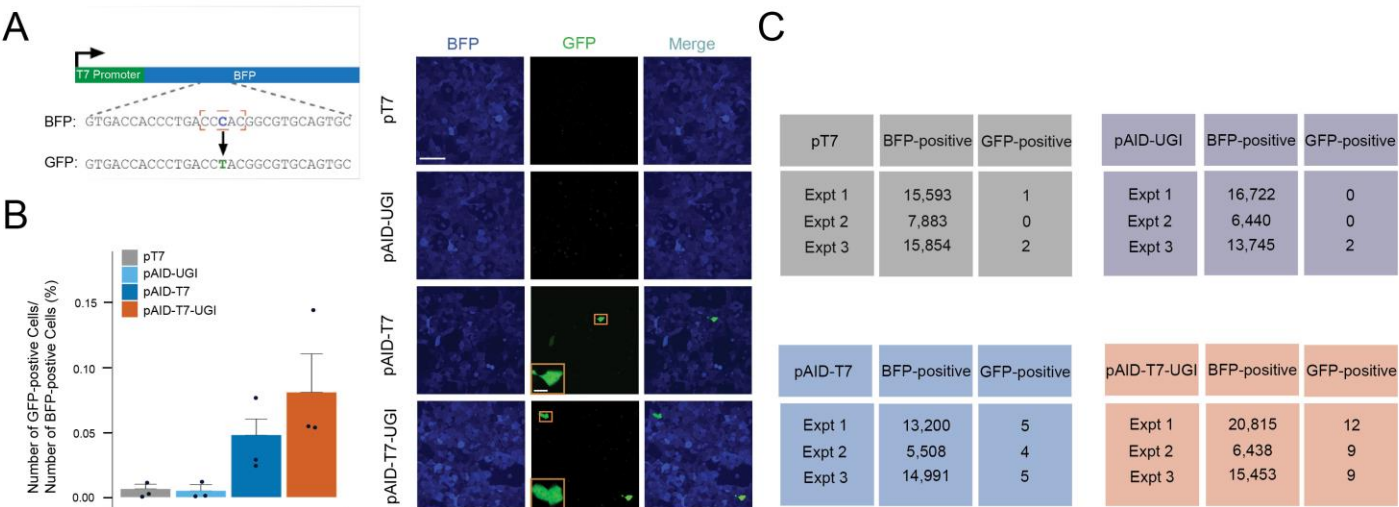 A
T7 Promoter
BFP
BFP: GTGACCACCCTGACCCACGGCGTGCAGTGC
GFP: GTGACCACCCTGACCTACGGCGTGCAGTGC
B
Number of GFP-postive Cells/
Number of BFP-postive Cells (%)
pT7
pAID-UGI
pAID-T7
pAID-T7-UGI
0.15
0.10
0.05
0.00
BFP GFP Merge
pT7
pAID-UGI
pAID-T7
pAID-T7-UGI
C
pT7 BFP-positive GFP-positive
Expt 1 15,593 1
Expt 2 7,883 0
Expt 3 15,854 2
pAID-UGI BFP-positive GFP-positive
Expt 1 16,722 0
Expt 2 6,440 0
Expt 3 13,745 2
pAID-T7 BFP-positive GFP-positive
Expt 1 13,200 5
Expt 2 5,508 4
Expt 3 14,991 5
pAID-T7-UGI BFP-positive GFP-positive
Expt 1 20,815 12
Expt 2 6,438 9
Expt 3 15,453 9